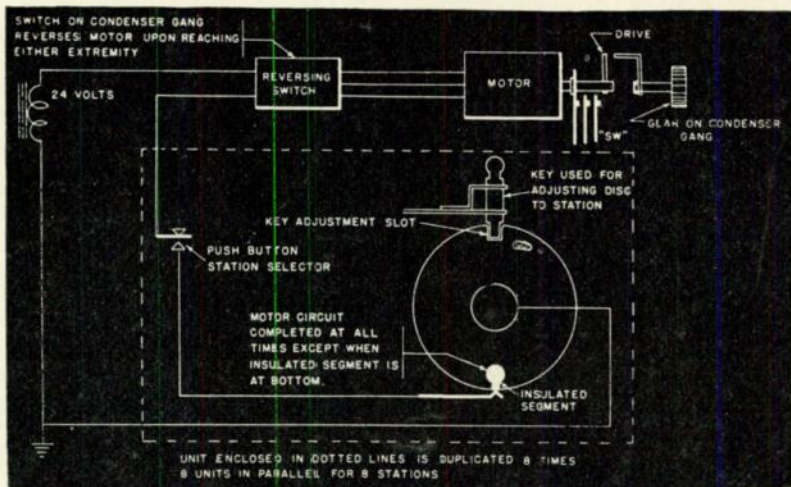 SWITCH ON CONDENSER GANG
REVERSES MOTOR UPON REACHING
EITHER EXTREMITY
24 VOLTS
REVERSING
SWITCH
MOTOR
DRIVE
"SW"
GLAR ON CONDENSER
GANG
KEY USED FOR
ADJUSTING DISC
TO STATION
KEY ADJUSTMENT SLOT
PUSH BUTTON
STATION SELECTOR
MOTOR CIRCUIT
COMPLETED AT ALL
TIMES EXCEPT WHEN
INSULATED SEGMENT IS
AT BOTTOM.
INSULATED
SEGMENT
UNIT ENCLOSED IN DOTTED LINES IS DUPLICATED 8 TIMES
8 UNITS IN PARALLEL FOR 8 STATIONS